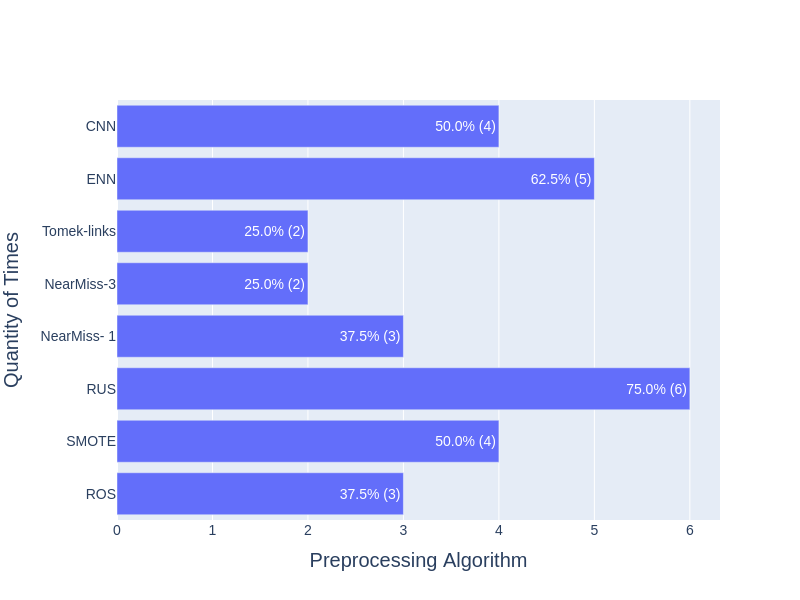 CNN 50.0% (4)
ENN 62.5% (5)
Tomek-links 25.0% (2)
NearMiss-3 25.0% (2)
NearMiss- 1 37.5% (3)
RUS 75.0% (6)
SMOTE 50.0% (4)
ROS 37.5% (3)
0 1 2 3 4 5 6
Preprocessing Algorithm
Quantity of Times